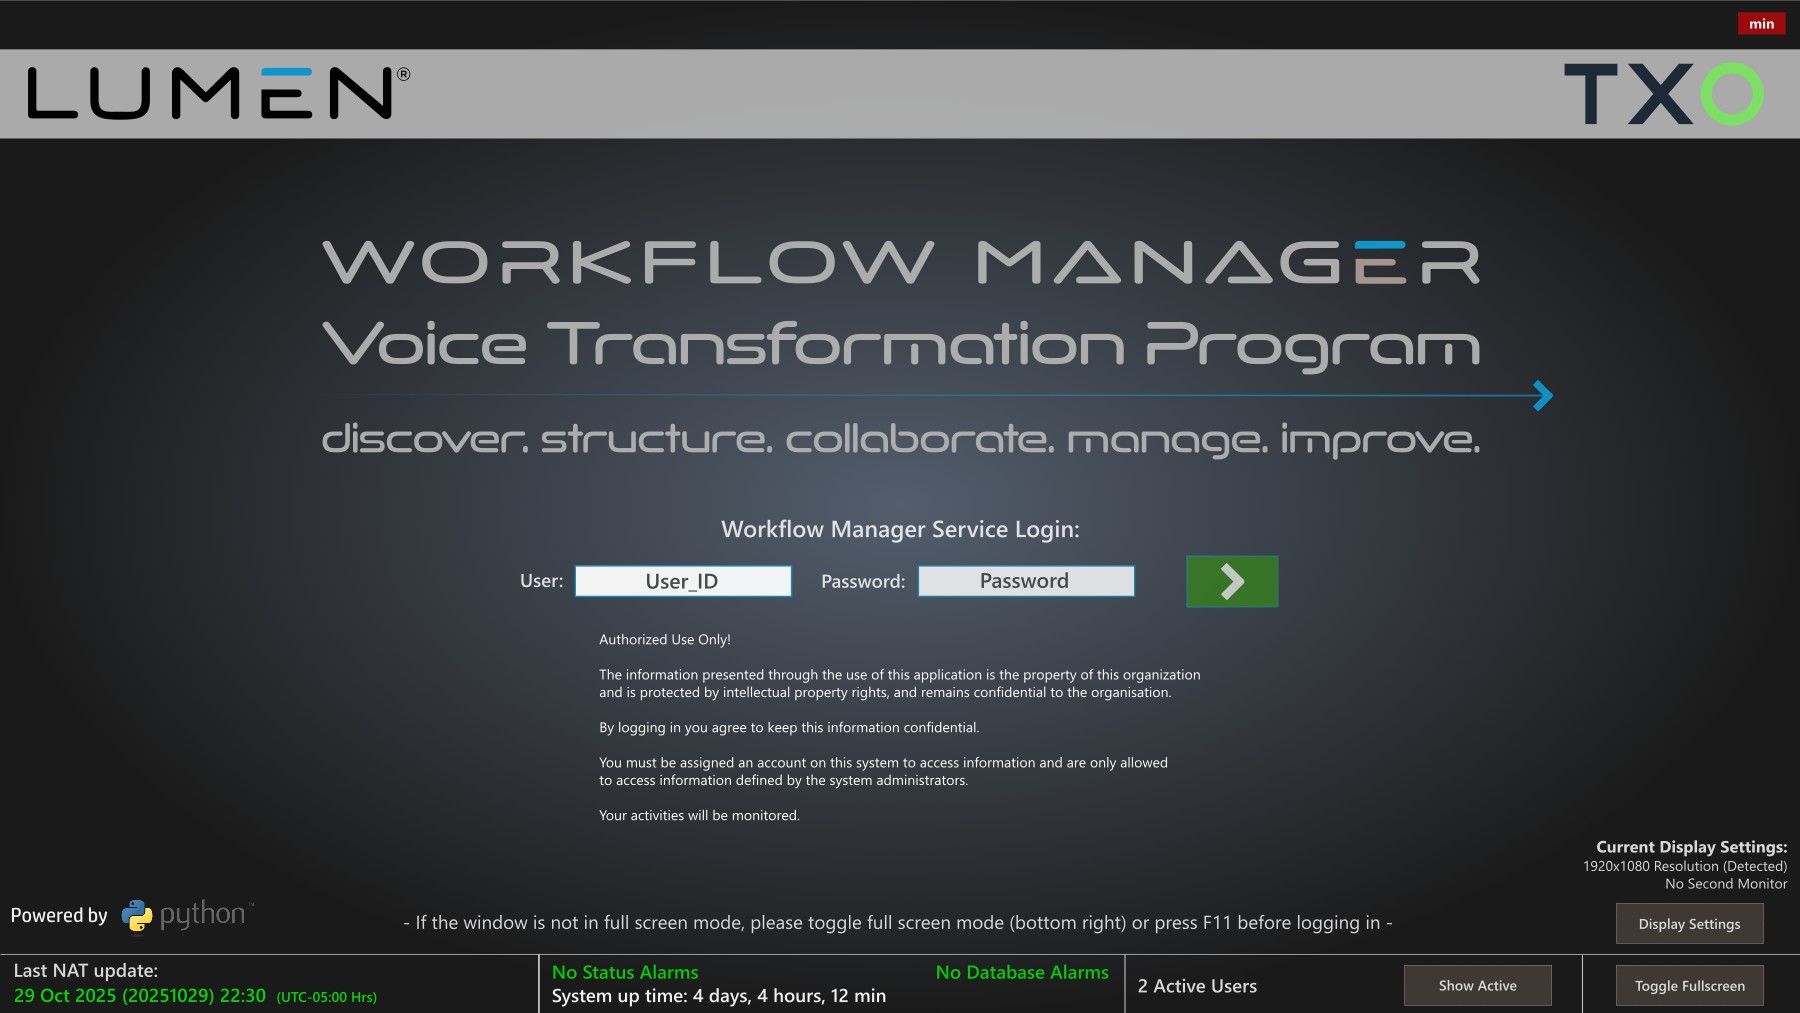 min
LUMEN®
TXO
WORKFLOW MANAGER
Voice Transformation Program
discover. structure. collaborate. manage. improve.
Workflow Manager Service Login:
User: User_ID Password: Password
Authorized Use Only!
The information presented through the use of this application is the property of this organization
and is protected by intellectual property rights, and remains confidential to the organisation.
By logging in you agree to keep this information confidential.
You must be assigned an account on this system to access information and are only allowed
to access information defined by the system administrators.
Your activities will be monitored.
Current Display Settings:
1920x1080 Resolution (Detected)
No Second Monitor
Powered by python™
- If the window is not in full screen mode, please toggle full screen mode (bottom right) or press F11 before logging in -
Display Settings
Last NAT update:
29 Oct 2025 (20251029) 22:30 (UTC-05:00 Hrs)
No Status Alarms No Database Alarms
System up time: 4 days, 4 hours, 12 min
2 Active Users
Show Active
Toggle Fullscreen